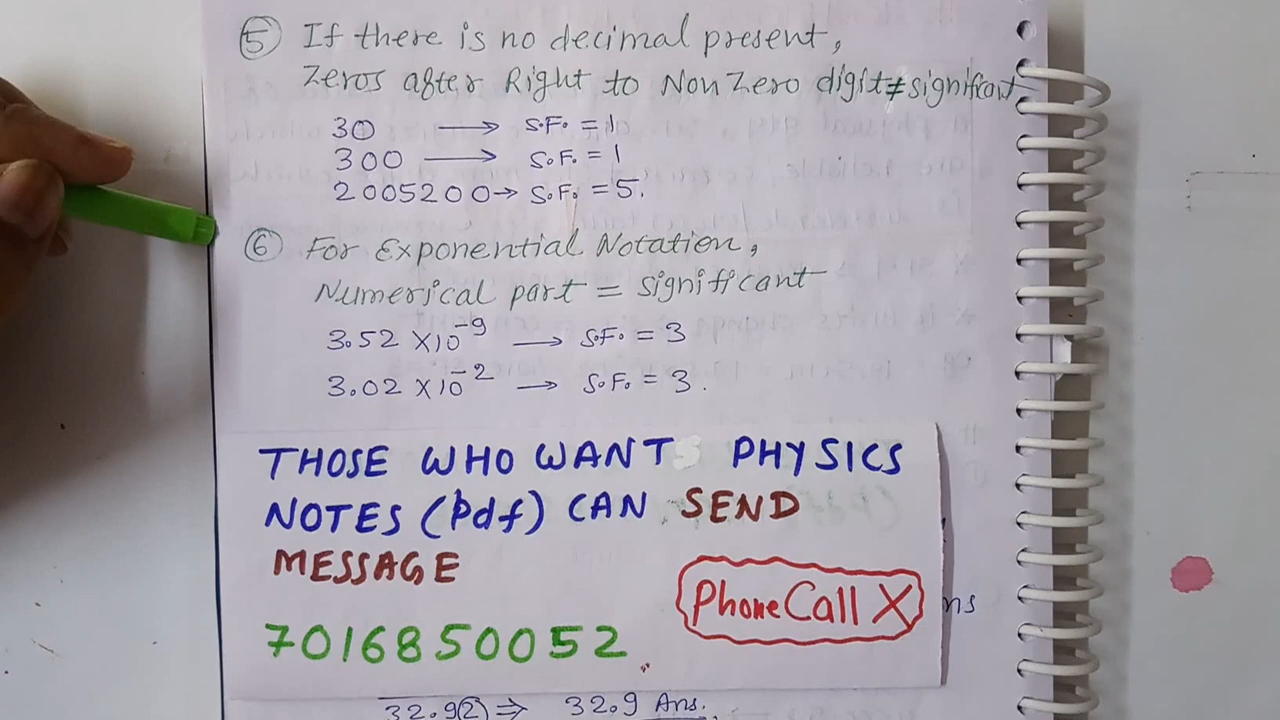 ⑤ If there is no decimal present,
Zeros after Right to Non Zero digit ≠ significant
30 → S.F. = 1
300 → S.F. = 1
2005200 → S.F. = 5.
⑥ For Exponential Notation,
Numerical part = significant
3.52 × 10⁻⁹ → S.F. = 3
3.02 × 10⁻² → S.F. = 3.
THOSE WHO WANT PHYSICS
NOTES (pdf) CAN SEND
MESSAGE
Phone Call X
ns
7016850052.
32.9② ⇒ 32.9 Ans.